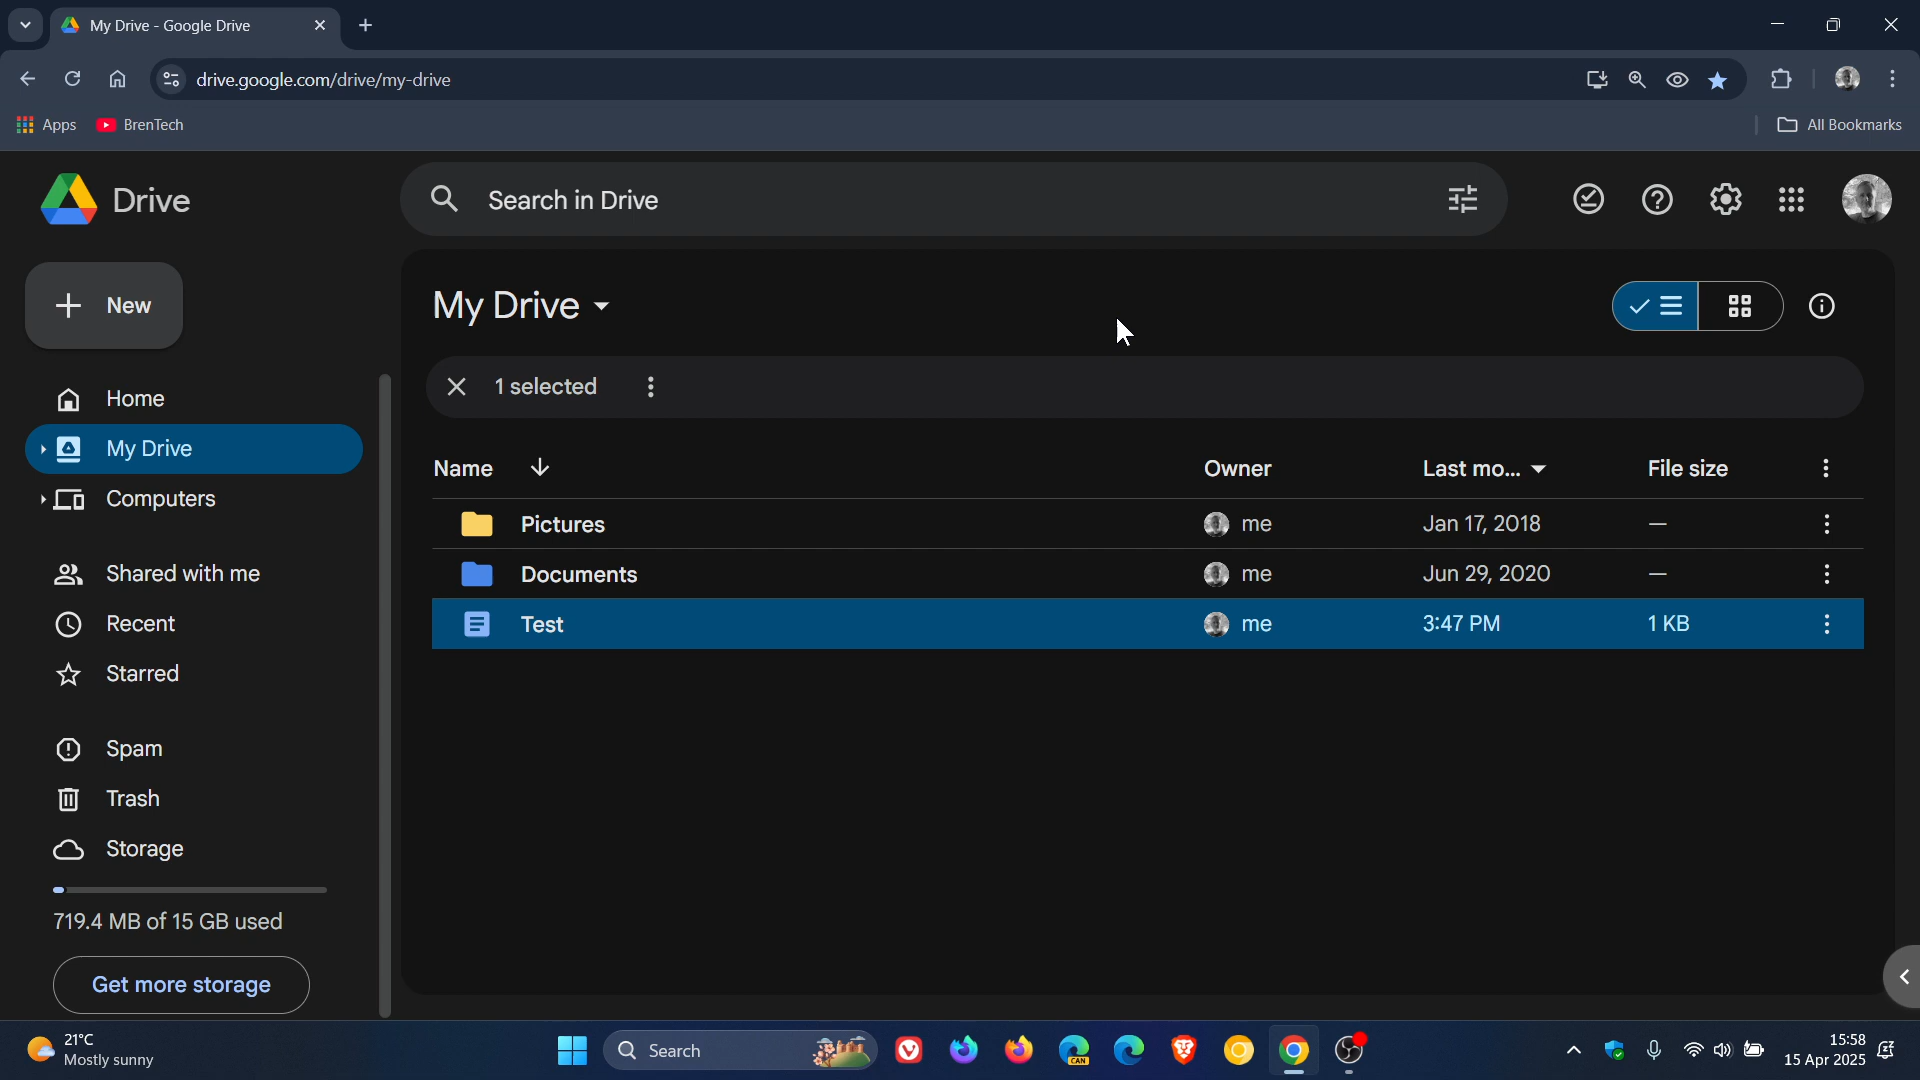 My Drive - Google Drive
drive.google.com/drive/my-drive
Apps BrenTech All Bookmarks
Drive
Search in Drive
New
My Drive
1 selected
Home
My Drive
Computers
Shared with me
Recent
Starred
Spam
Trash
Storage
719.4 MB of 15 GB used
Get more storage
Name Owner Last mo... File size
Pictures me Jan 17, 2018 —
Documents me Jun 29, 2020 —
Test me 3:47 PM 1 KB
21°C
Mostly sunny
Search
CAN
15:58
15 Apr 2025